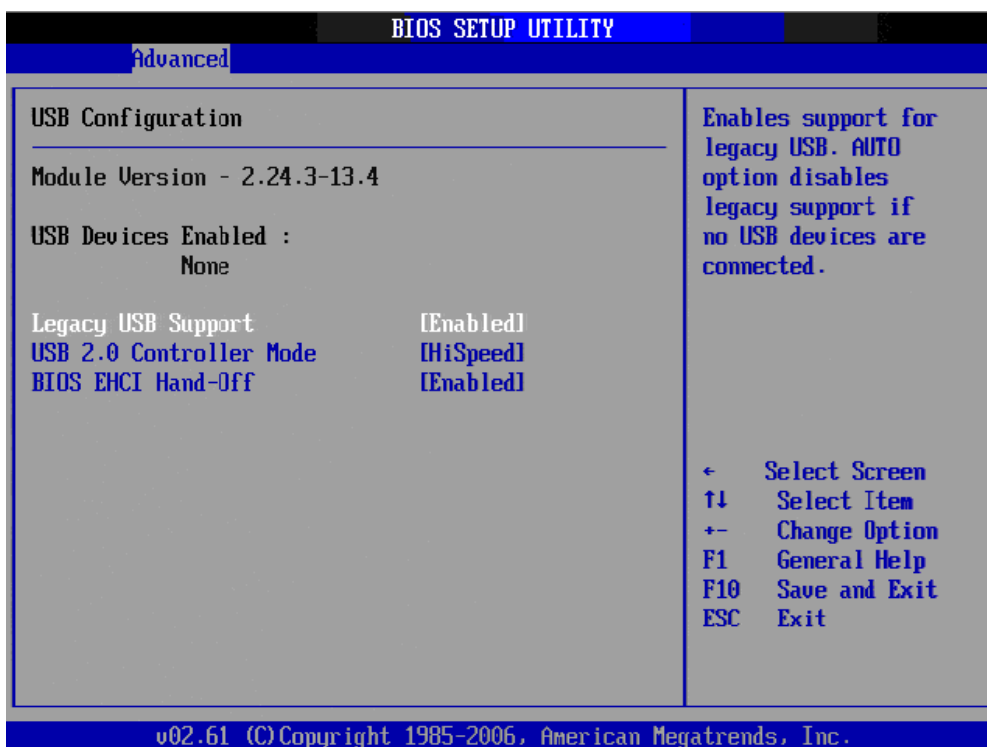 BIOS SETUP UTILITY
Advanced
USB Configuration
Module Version - 2.24.3-13.4
USB Devices Enabled :
None
Legacy USB Support [Enabled]
USB 2.0 Controller Mode [HiSpeed]
BIOS EHCI Hand-Off [Enabled]
Enables support for
legacy USB. AUTO
option disables
legacy support if
no USB devices are
connected.
← Select Screen
↑↓ Select Item
+- Change Option
F1 General Help
F10 Save and Exit
ESC Exit
v02.61 (C)Copyright 1985-2006, American Megatrends, Inc.